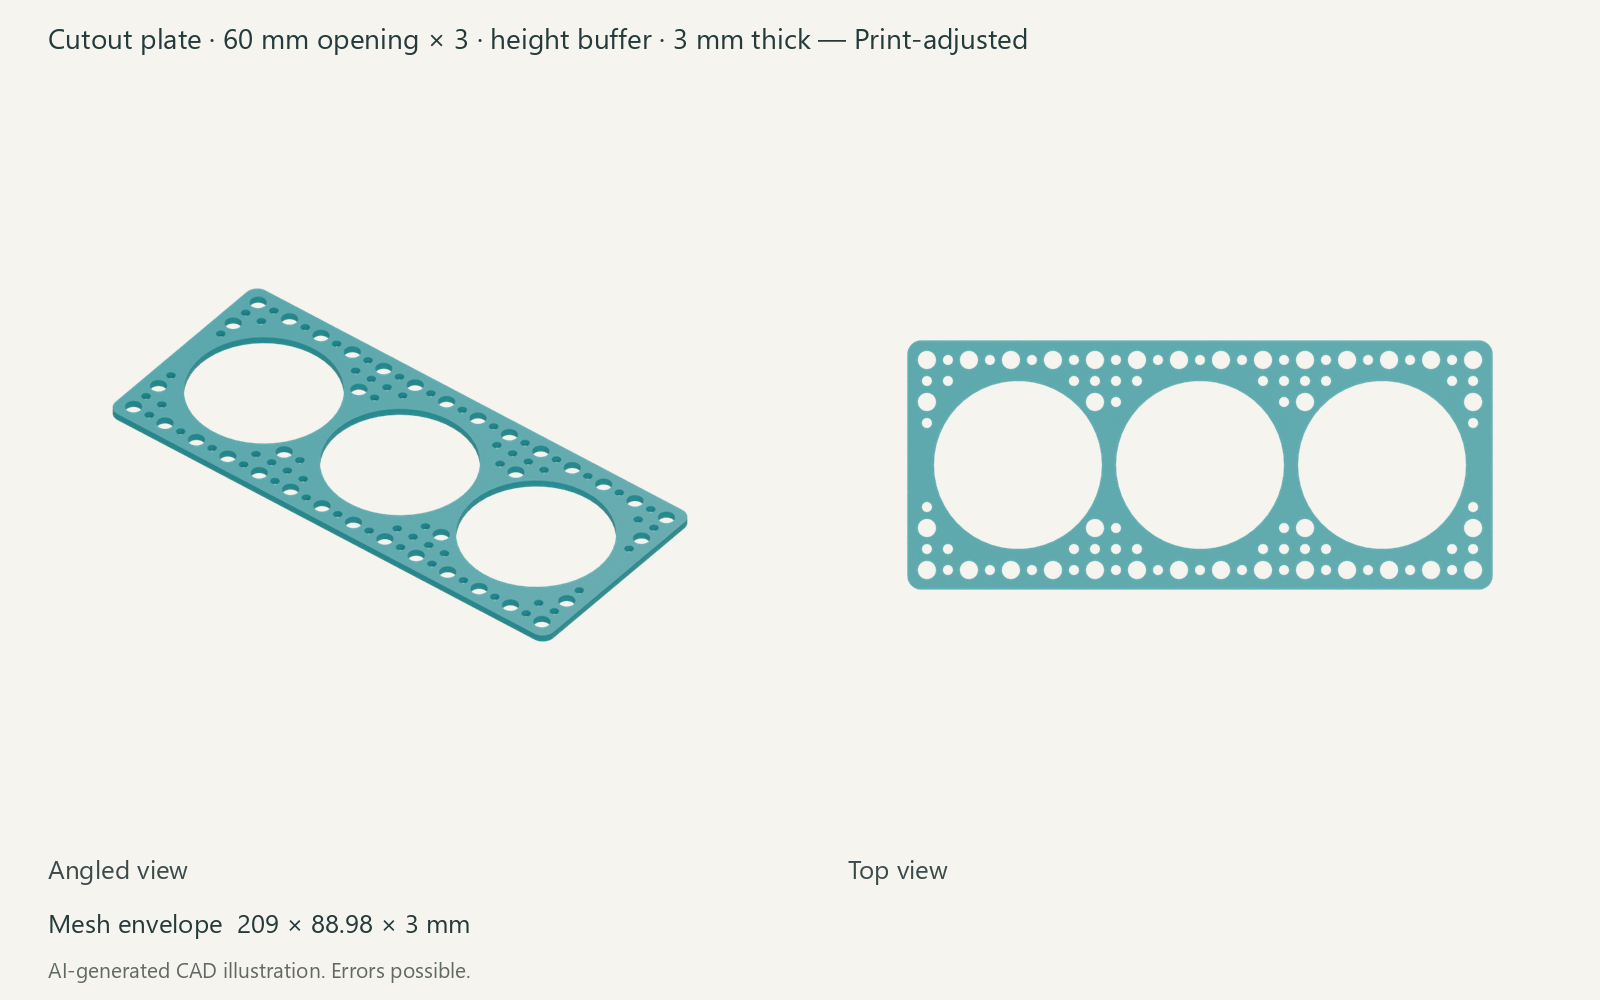 Cutout plate · 60 mm opening × 3 · height buffer · 3 mm thick — Print-adjusted
Angled view
Top view
Mesh envelope 209 × 88.98 × 3 mm
AI-generated CAD illustration. Errors possible.